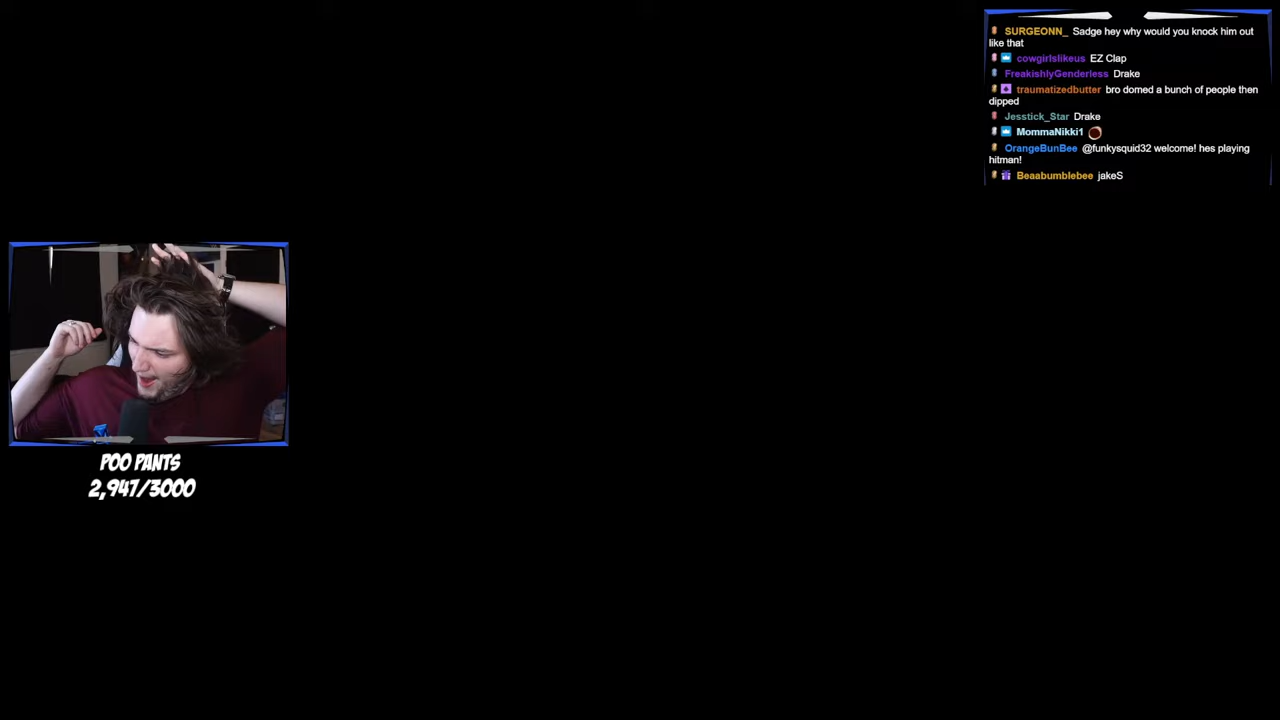 SURGEONN_ Sadge hey why would you knock him out
like that
cowgirlslikeus EZ Clap
FreakishlyGenderless Drake
traumatizedbutter bro domed a bunch of people then
dipped
Jesstick_Star Drake
MommaNikki1
OrangeBunBee @funkysquid32 welcome! hes playing
hitman!
Beaabumblebee jakeS
POO PANTS
2,947/3000